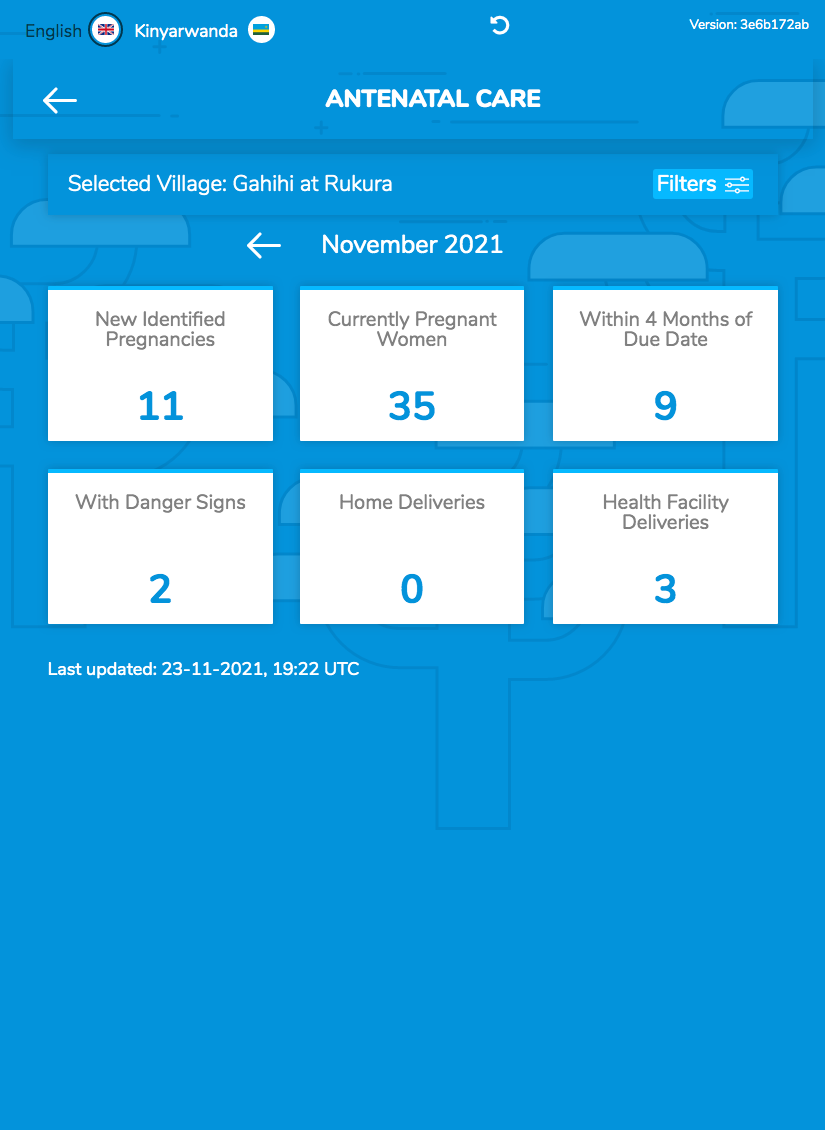 English Kinyarwanda Version: 3e6b172ab
ANTENATAL CARE
Selected Village: Gahihi at Rukura Filters
November 2021
New Identified
Pregnancies
11
Currently Pregnant
Women
35
Within 4 Months of
Due Date
9
With Danger Signs
2
Home Deliveries
0
Health Facility
Deliveries
3
Last updated: 23-11-2021, 19:22 UTC